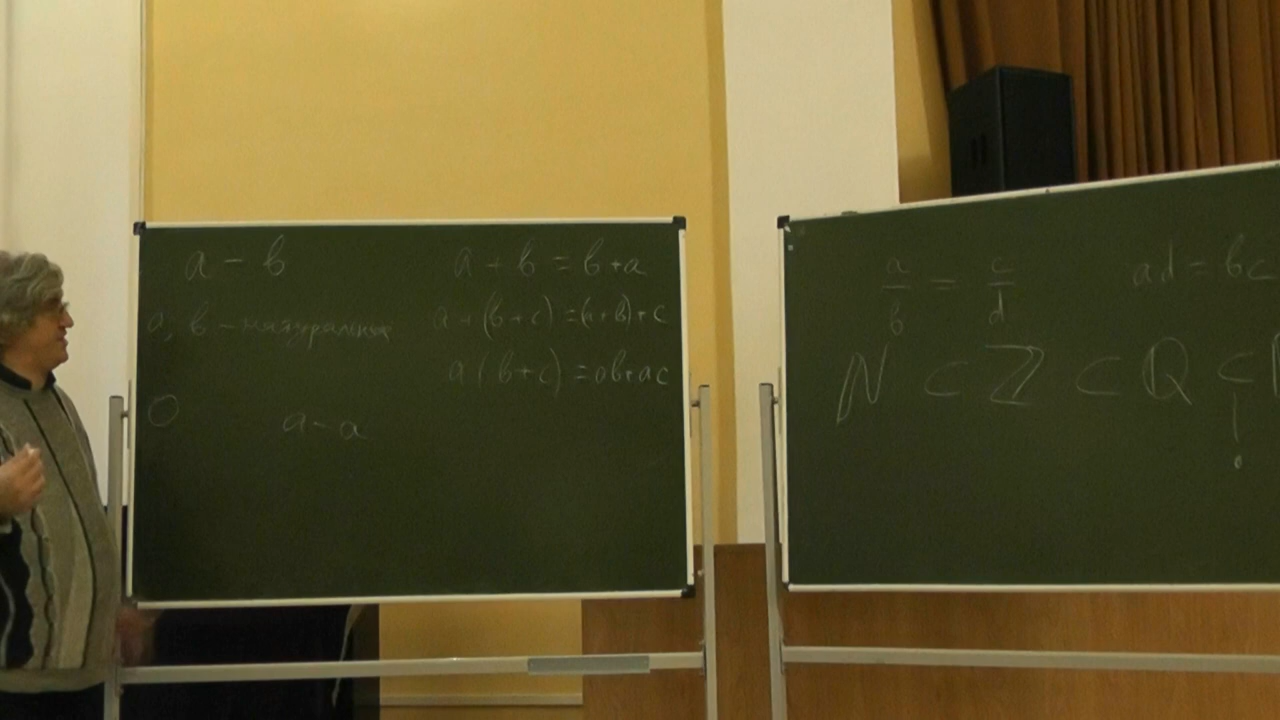 a - b
a + b = b + a
a, b - натуральные
a + (b + c) = (a + b) + c
a (b + c) = ab + ac
0
a - a
a/b = c/d
ad = bc
N ⊂ Z ⊂ Q ⊂
!